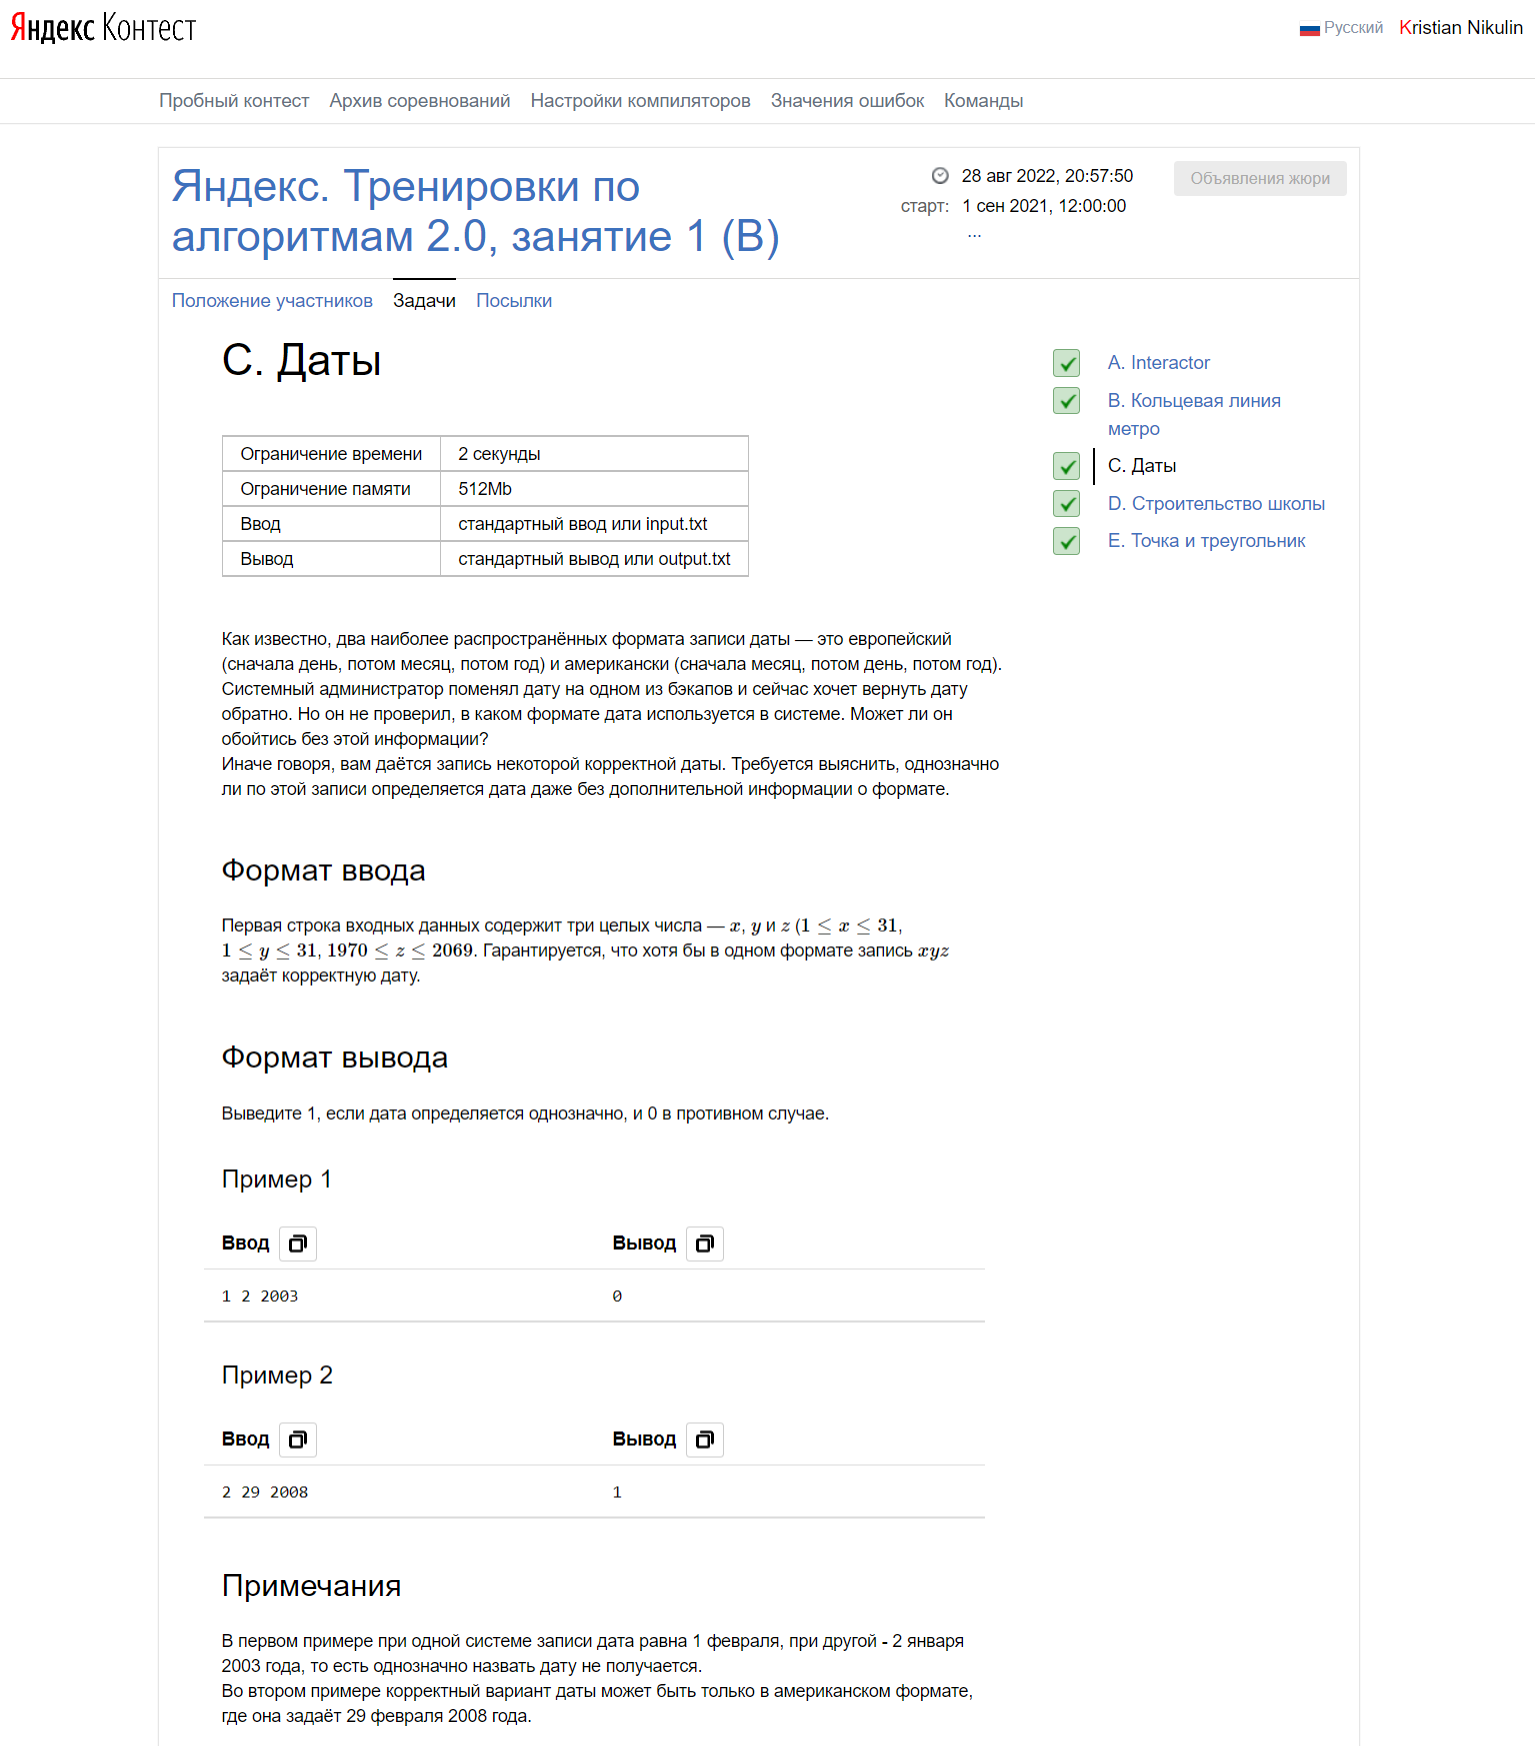 Яндекс Контест
Русский Kristian Nikulin
Пробный контест Архив соревнований Настройки компиляторов Значения ошибок Команды
Яндекс. Тренировки по
алгоритмам 2.0, занятие 1 (B)
28 авг 2022, 20:57:50
старт: 1 сен 2021, 12:00:00
...
Объявления жюри
Положение участников Задачи Посылки
C. Даты
Ограничение времени 2 секунды
Ограничение памяти 512Mb
Ввод стандартный ввод или input.txt
Вывод стандартный вывод или output.txt
A. Interactor
B. Кольцевая линия
метро
C. Даты
D. Строительство школы
E. Точка и треугольник
Как известно, два наиболее распространённых формата записи даты — это европейский
(сначала день, потом месяц, потом год) и американски (сначала месяц, потом день, потом год).
Системный администратор поменял дату на одном из бэкапов и сейчас хочет вернуть дату
обратно. Но он не проверил, в каком формате дата используется в системе. Может ли он
обойтись без этой информации?
Иначе говоря, вам даётся запись некоторой корректной даты. Требуется выяснить, однозначно
ли по этой записи определяется дата даже без дополнительной информации о формате.
Формат ввода
Первая строка входных данных содержит три целых числа — x, y и z (1 ≤ x ≤ 31,
1 ≤ y ≤ 31, 1970 ≤ z ≤ 2069. Гарантируется, что хотя бы в одном формате запись xyz
задаёт корректную дату.
Формат вывода
Выведите 1, если дата определяется однозначно, и 0 в противном случае.
Пример 1
Ввод Вывод
1 2 2003 0
Пример 2
Ввод Вывод
2 29 2008 1
Примечания
В первом примере при одной системе записи дата равна 1 февраля, при другой - 2 января
2003 года, то есть однозначно назвать дату не получается.
Во втором примере корректный вариант даты может быть только в американском формате,
где она задаёт 29 февраля 2008 года.